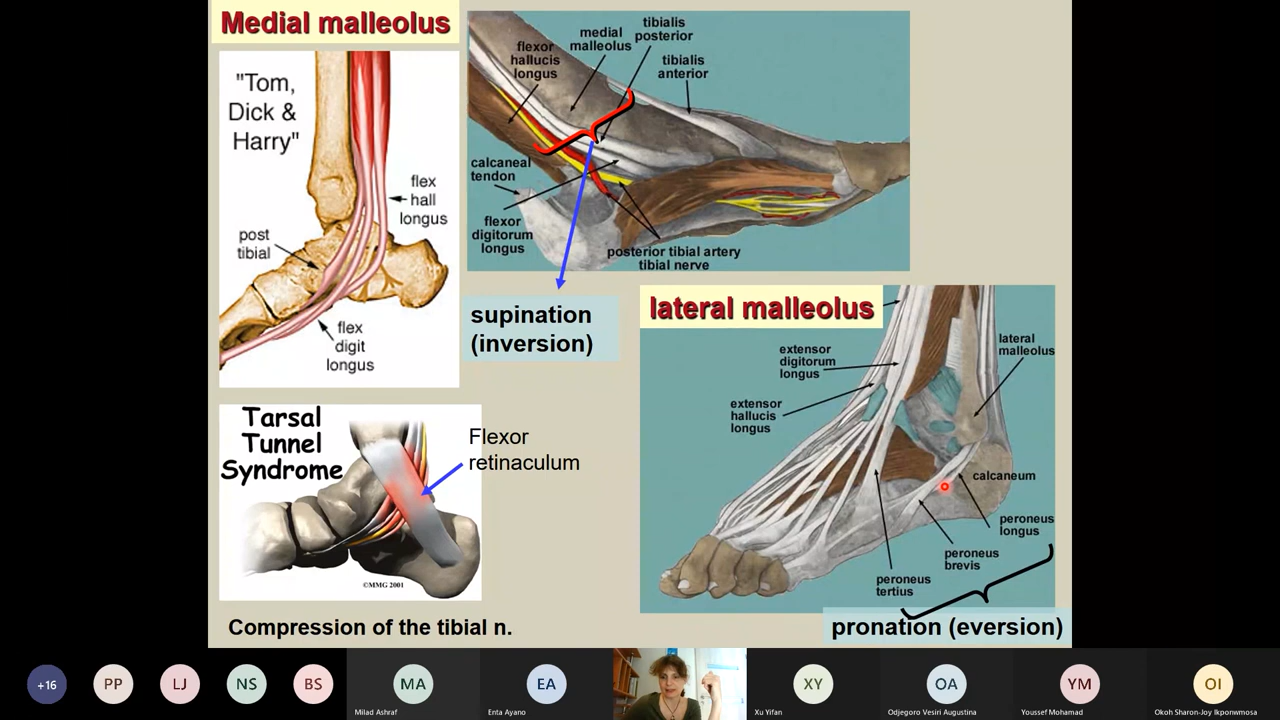 Medial malleolus
"Tom,
Dick &
Harry"
flex
hall
longus
post
tibial
flex
digit
longus
flexor
hallucis
longus
medial
malleolus
tibialis
posterior
tibialis
anterior
calcaneal
tendon
flexor
digitorum
longus
posterior tibial artery
tibial nerve
supination
(inversion)
lateral malleolus
extensor
digitorum
longus
extensor
hallucis
longus
lateral
malleolus
calcaneum
peroneus
longus
peroneus
brevis
peroneus
tertius
pronation (eversion)
Tarsal
Tunnel
Syndrome
Flexor
retinaculum
©MMG 2001
Compression of the tibial n.
+16
PP
LJ
NS
BS
MA
Milad Ashraf
EA
Enta Ayano
XY
Xu Yifan
OA
Odjegoro Vesiri Augustina
YM
Youssef Mohamad
OI
Okoh Sharon-Joy Ikponwmosa